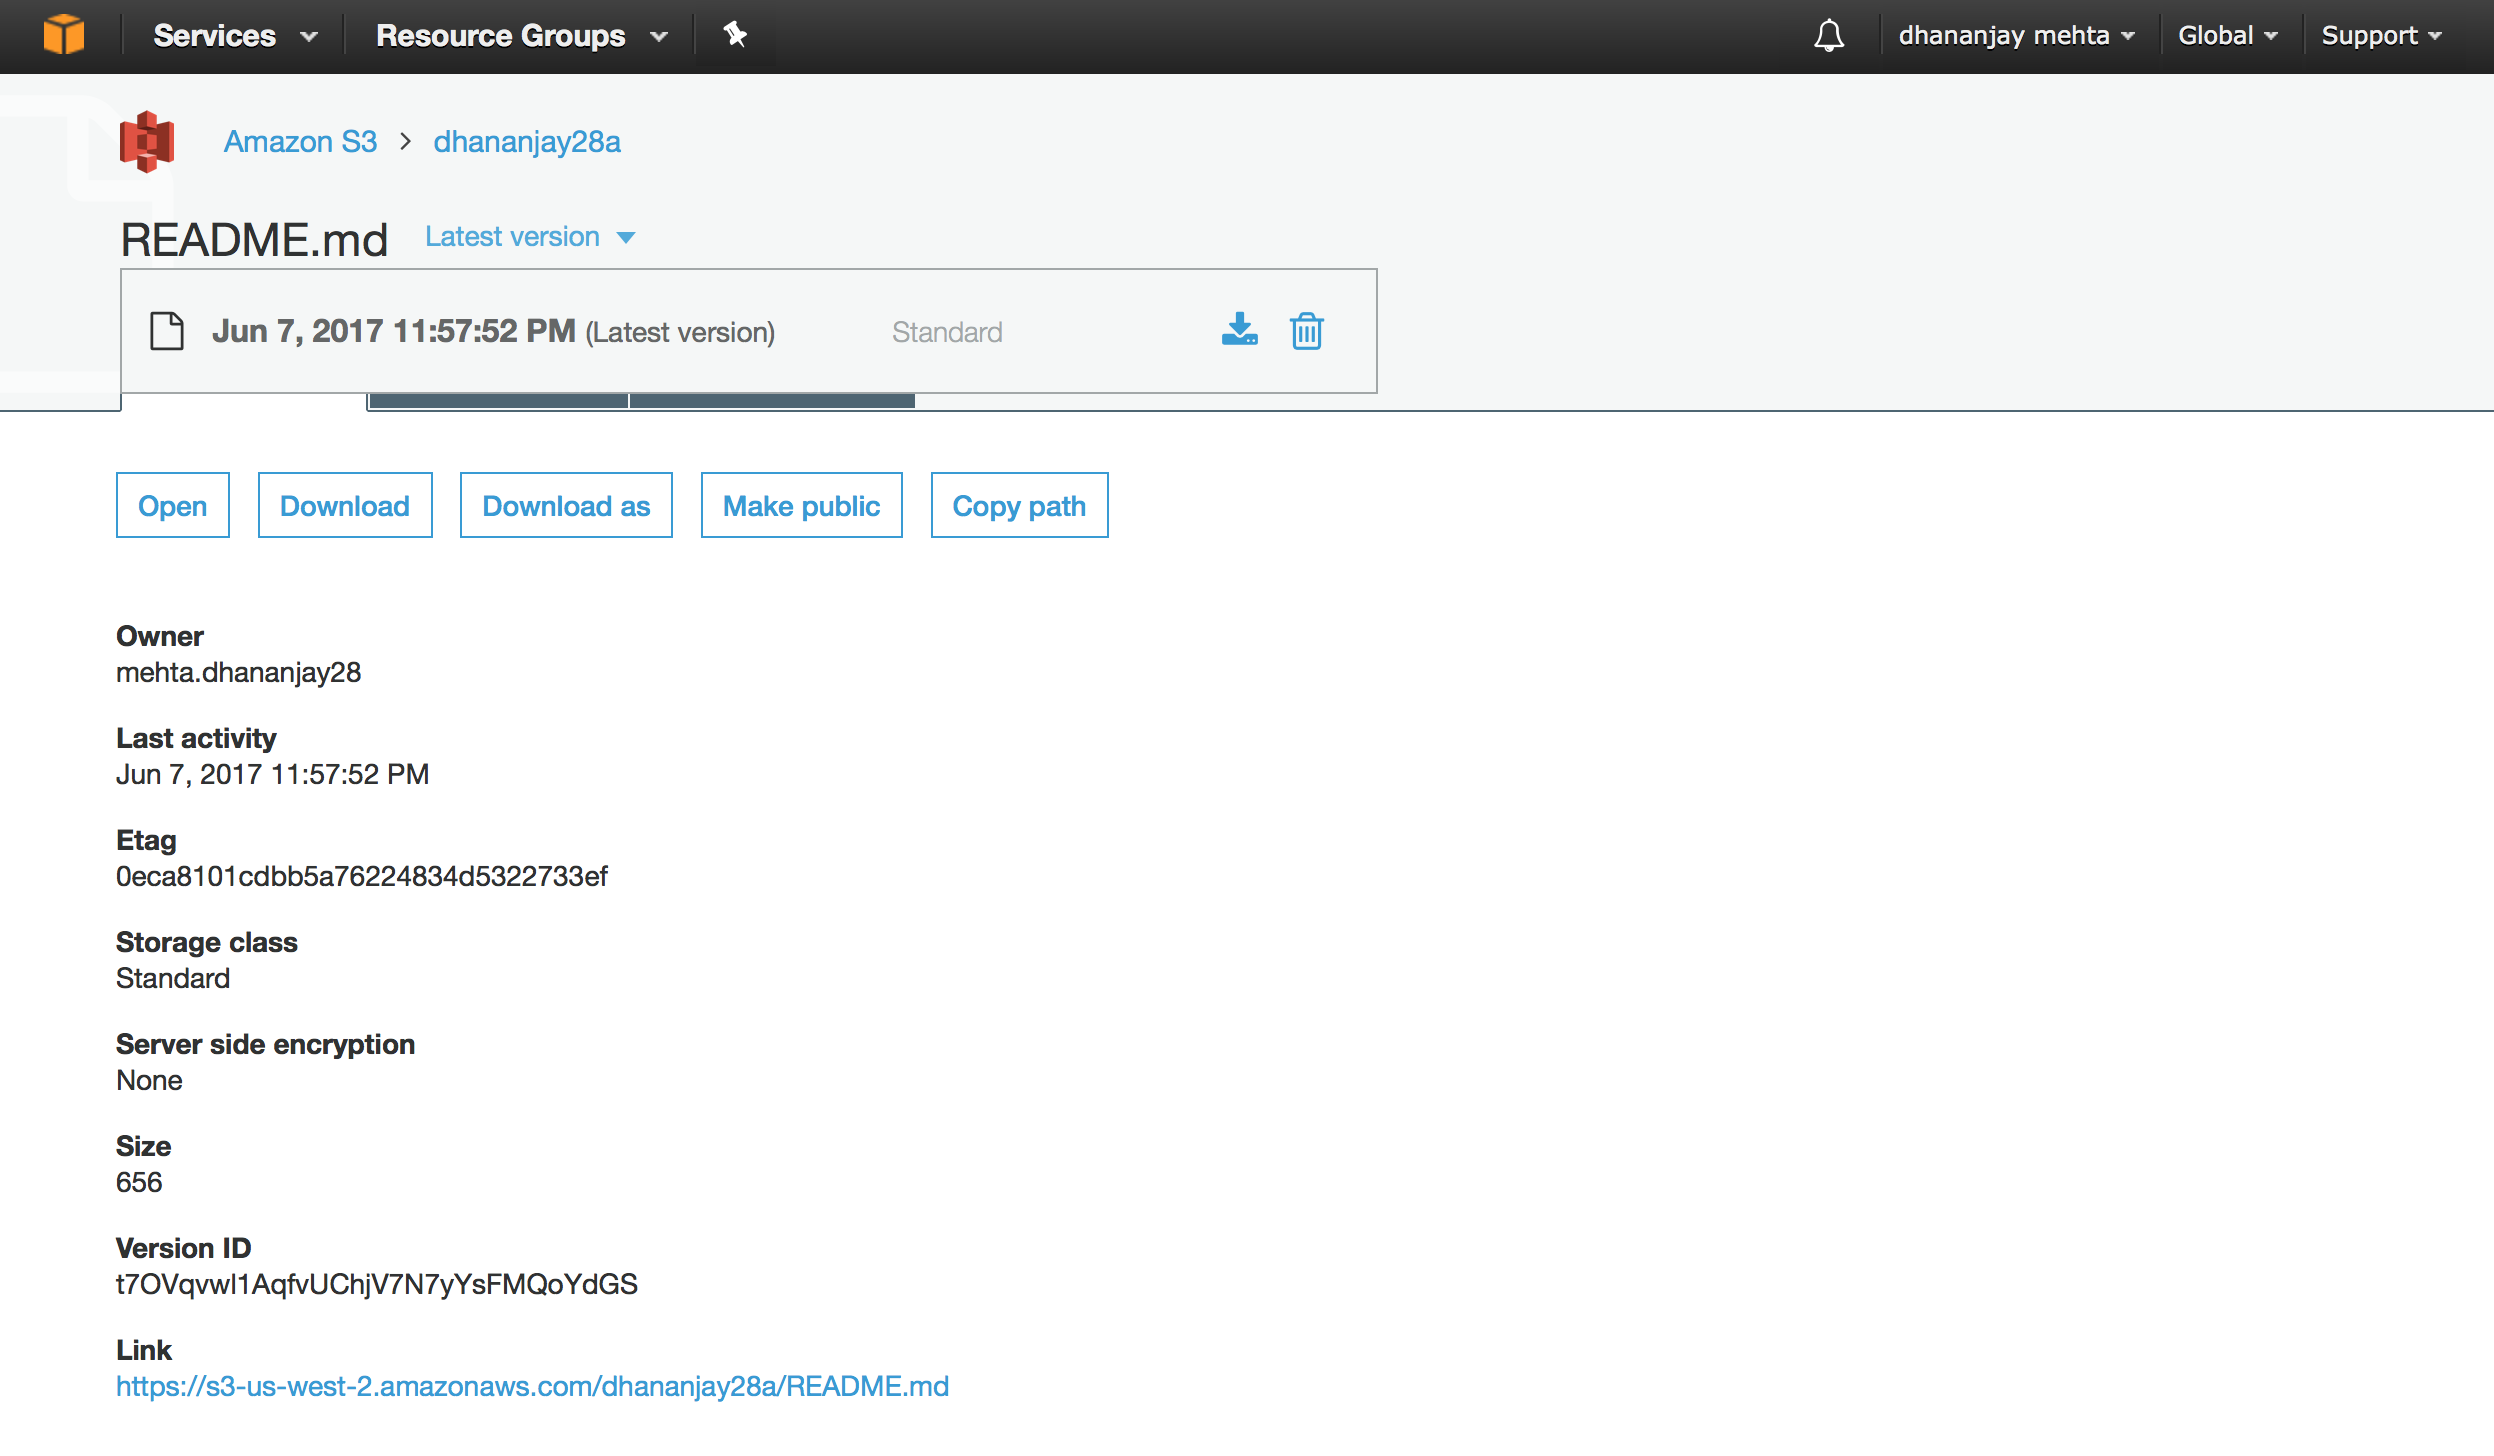 Services Resource Groups dhananjay mehta Global Support
Amazon S3 > dhananjay28a
README.md Latest version
Jun 7, 2017 11:57:52 PM (Latest version) Standard
Open Download Download as Make public Copy path
Owner
mehta.dhananjay28
Last activity
Jun 7, 2017 11:57:52 PM
Etag
0eca8101cdbb5a76224834d5322733ef
Storage class
Standard
Server side encryption
None
Size
656
Version ID
t7OVqvwl1AqfvUChjV7N7yYsFMQoYdGS
Link
https://s3-us-west-2.amazonaws.com/dhananjay28a/README.md